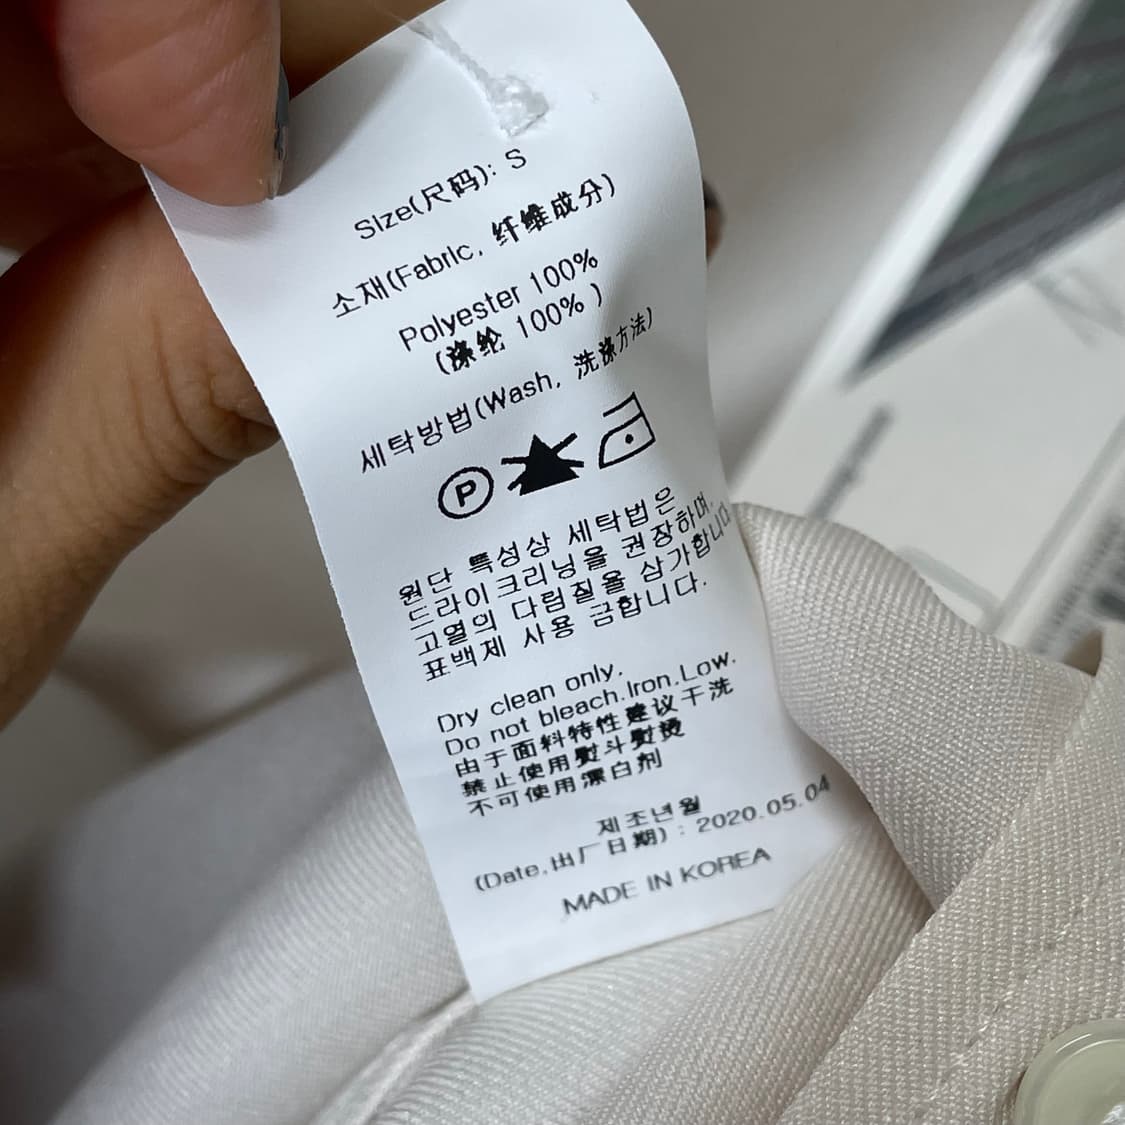 Size(尺码): S
소재(Fabric, 纤维成分)
Polyester 100%
(涤纶 100% )
세탁방법(Wash, 洗涤方法)
P
원단 특성상 세탁법은
드라이크리닝을 권장하며,
고열의 다림질을 삼가합니다.
표백제 사용 금합니다.
Dry clean only.
Do not bleach.Iron.Low.
由于面料特性建议干洗
禁止使用熨斗熨烫
不可使用漂白剂
제조년월
(Date,出厂日期) : 2020.05.04
MADE IN KOREA